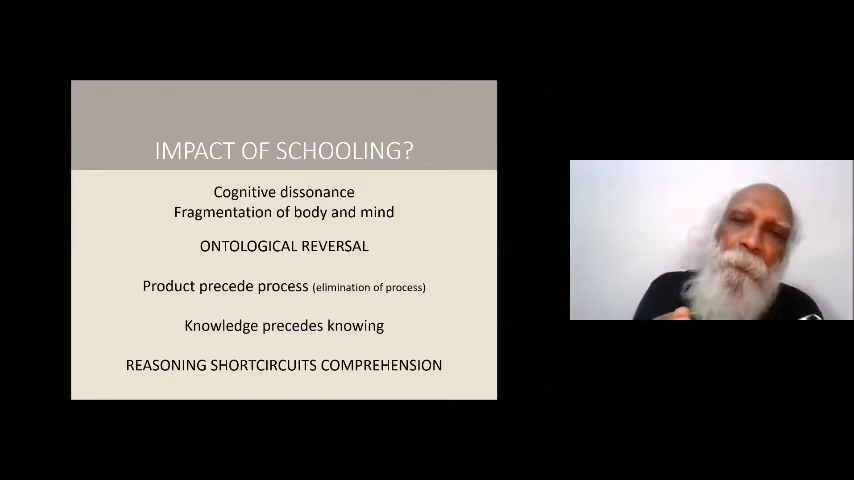 IMPACT OF SCHOOLING?
Cognitive dissonance
Fragmentation of body and mind
ONTOLOGICAL REVERSAL
Product precede process (elimination of process)
Knowledge precedes knowing
REASONING SHORTCIRCUITS COMPREHENSION